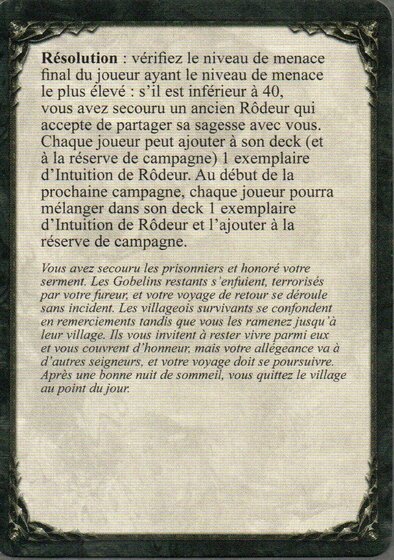 Résolution : vérifiez le niveau de menace
final du joueur ayant le niveau de menace
le plus élevé : s'il est inférieur à 40,
vous avez secouru un ancien Rôdeur qui
accepte de partager sa sagesse avec vous.
Chaque joueur peut ajouter à son deck (et
à la réserve de campagne) 1 exemplaire
d'Intuition de Rôdeur. Au début de la
prochaine campagne, chaque joueur pourra
mélanger dans son deck 1 exemplaire
d'Intuition de Rôdeur et l'ajouter à la
réserve de campagne.
Vous avez secouru les prisonniers et honoré votre
serment. Les Gobelins restants s'enfuient, terrorisés
par votre fureur, et votre voyage de retour se déroule
sans incident. Les villageois survivants se confondent
en remerciements tandis que vous les ramenez jusqu'à
leur village. Ils vous invitent à rester vivre parmi eux
et vous couvrent d'honneur, mais votre allégeance va à
d'autres seigneurs, et votre voyage doit se poursuivre.
Après une bonne nuit de sommeil, vous quittez le village
au point du jour.